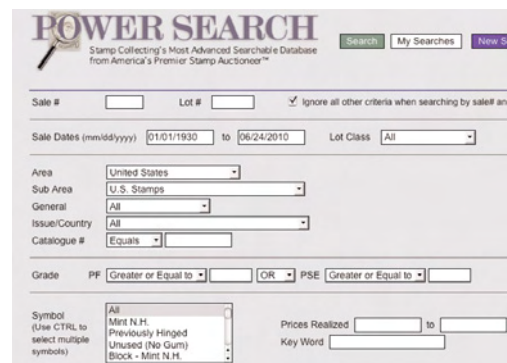 POWER SEARCH
Stamp Collecting's Most Advanced Searchable Database
from America's Premier Stamp Auctioneer™
Search My Searches New S
Sale # Lot # Ignore all other criteria when searching by sale# an
Sale Dates (mm/dd/yyyy) 01/01/1930 to 06/24/2010 Lot Class All
Area United States
Sub Area U.S. Stamps
General All
Issue/Country All
Catalogue # Equals
Grade PF Greater or Equal to OR PSE Greater or Equal to
Symbol
(Use CTRL to
select multiple
symbols)
All
Mint N.H.
Previously Hinged
Unused (No Gum)
Block - Mint N.H.
Prices Realized to
Key Word